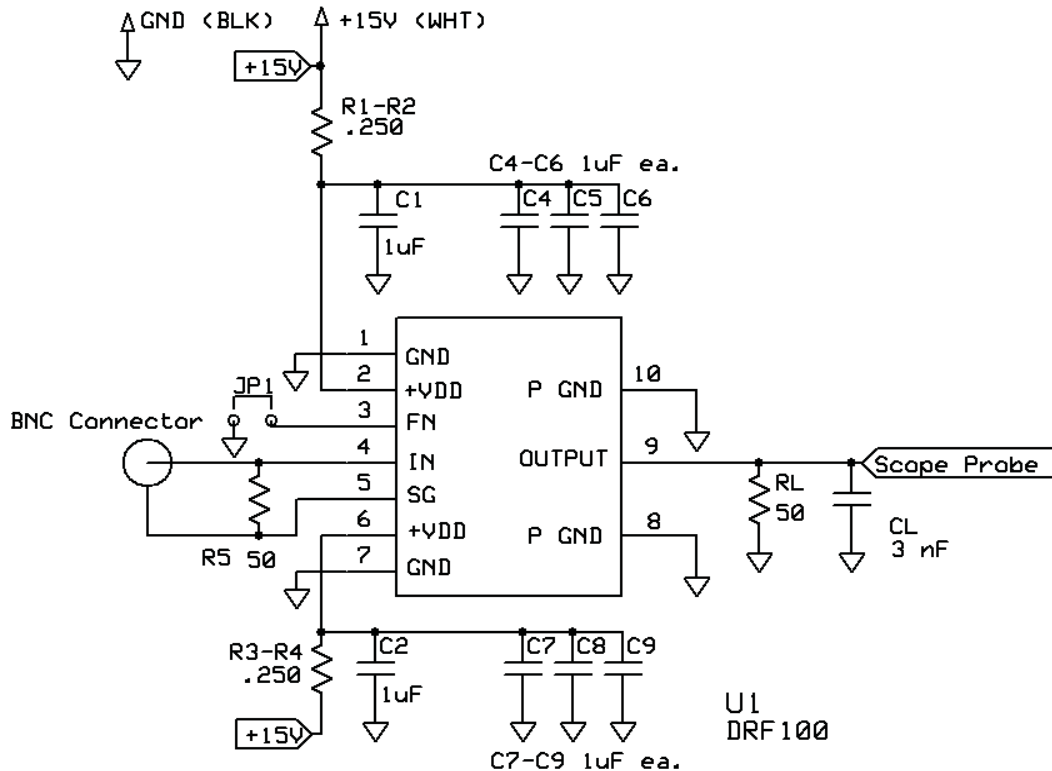 GND (BLK)
+15V (WHT)
+15V
R1-R2
.250
C4-C6 1uF ea.
C1
1uF
C4
C5
C6
1
GND
2
+VDD
JP1
3
FN
BNC Connector
4
IN
5
SG
R5 50
6
+VDD
7
GND
P GND
10
OUTPUT
9
P GND
8
Scope Probe
RL
50
CL
3 nF
R3-R4
.250
+15V
C2
1uF
C7
C8
C9
C7-C9 1uF ea.
U1
DRF100